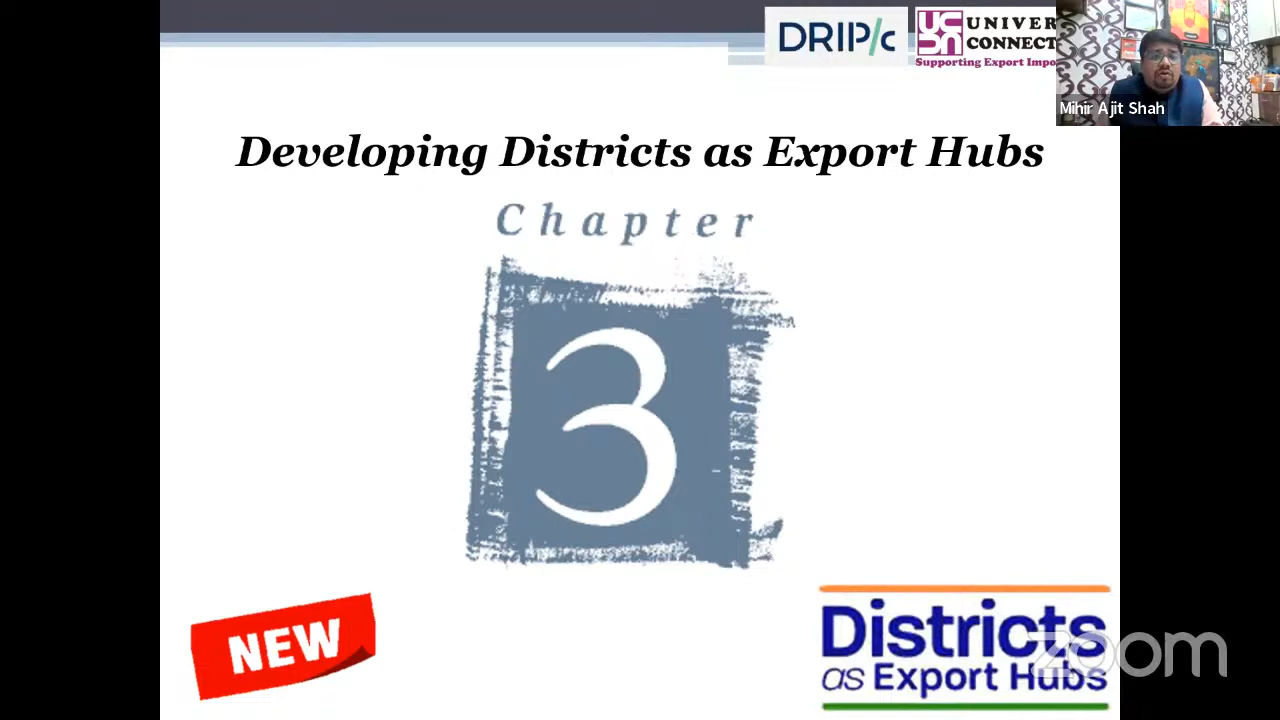 DRIP/c
UNIVER
CONNECT
Supporting Export Impo
Mihir Ajit Shah
Developing Districts as Export Hubs
Chapter
3
NEW
Districts
as Export Hubs
zoom